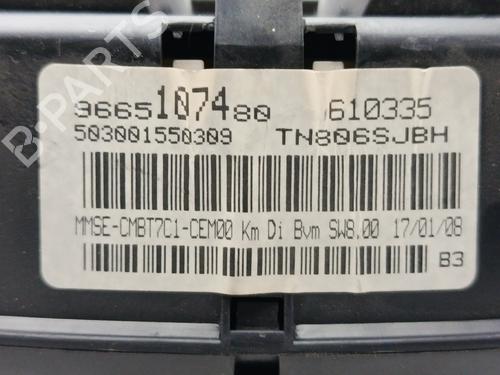 9665107480 610335
503001550309 TN806SJBH
MMSE-CMBT7C1-CEM00 Km Di Bvm SW8.00 17/01/08
B3
B-PARTS